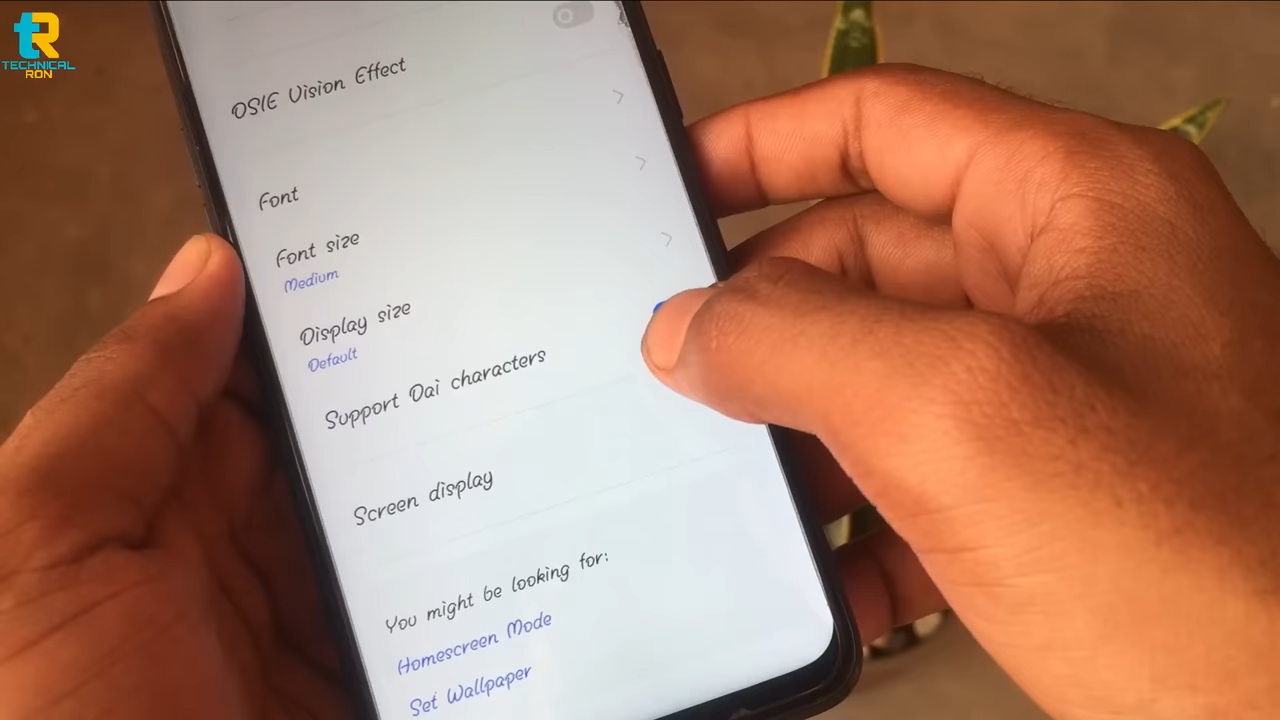 tR
TECHNICAL
RON
OSIE Vision Effect
Font
Font size
Medium
Display size
Default
Support Dai characters
Screen display
You might be looking for:
Homescreen Mode
Set Wallpaper